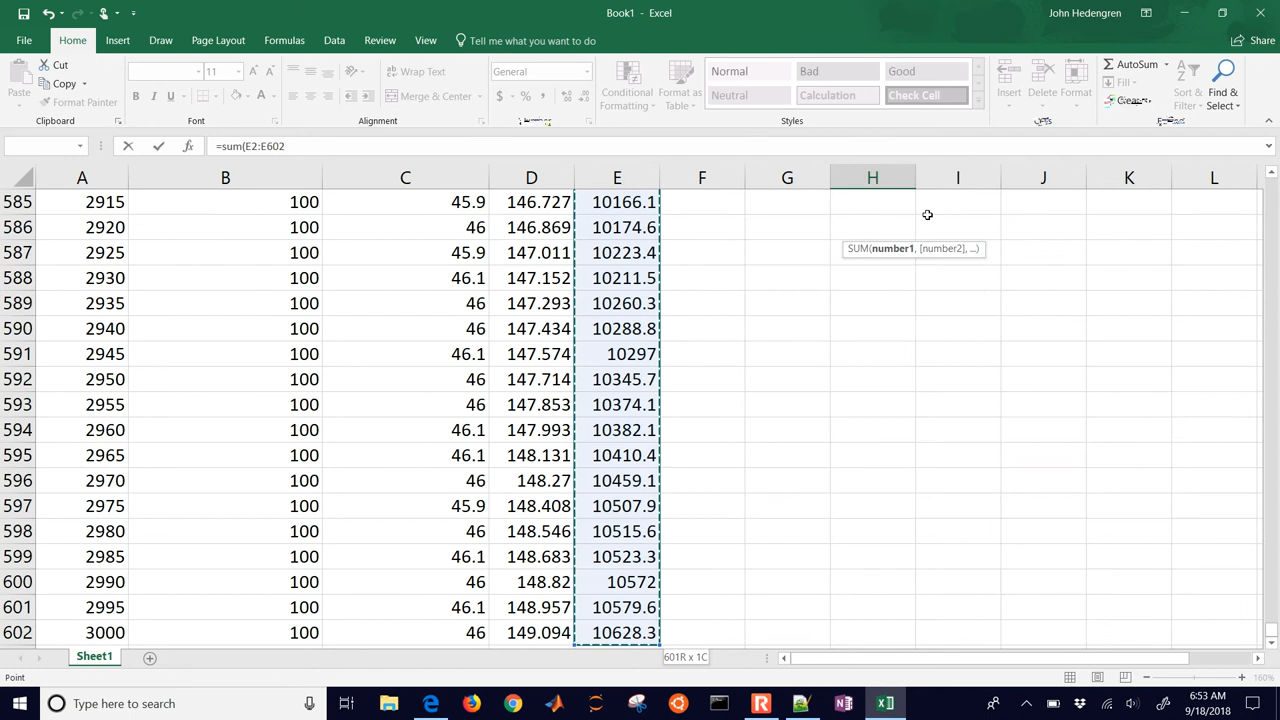 Book1 - Excel
John Hedengren
File Home Insert Draw Page Layout Formulas Data Review View Tell me what you want to do Share
Cut
Copy
Format Painter
Paste
Clipboard
11
B I U
Wrap Text
Merge & Center
Alignment
General
$ % ,
Conditional Formatting
Format as Table
Normal Bad Good
Neutral Calculation Check Cell
Styles
Insert Delete Format
AutoSum
Fill
Clear
Sort & Filter
Find & Select
=sum(E2:E602
A B C D E F G H I J K L
585 2915 100 45.9 146.727 10166.1
586 2920 100 46 146.869 10174.6
SUM(number1, [number2], ...)
587 2925 100 45.9 147.011 10223.4
588 2930 100 46.1 147.152 10211.5
589 2935 100 46 147.293 10260.3
590 2940 100 46 147.434 10288.8
591 2945 100 46.1 147.574 10297
592 2950 100 46 147.714 10345.7
593 2955 100 46 147.853 10374.1
594 2960 100 46.1 147.993 10382.1
595 2965 100 46.1 148.131 10410.4
596 2970 100 46 148.27 10459.1
597 2975 100 45.9 148.408 10507.9
598 2980 100 46 148.546 10515.6
599 2985 100 46.1 148.683 10523.3
600 2990 100 46 148.82 10572
601 2995 100 46.1 148.957 10579.6
602 3000 100 46 149.094 10628.3
Sheet1
601R x 1C
Point
160%
Type here to search
6:53 AM
9/18/2018